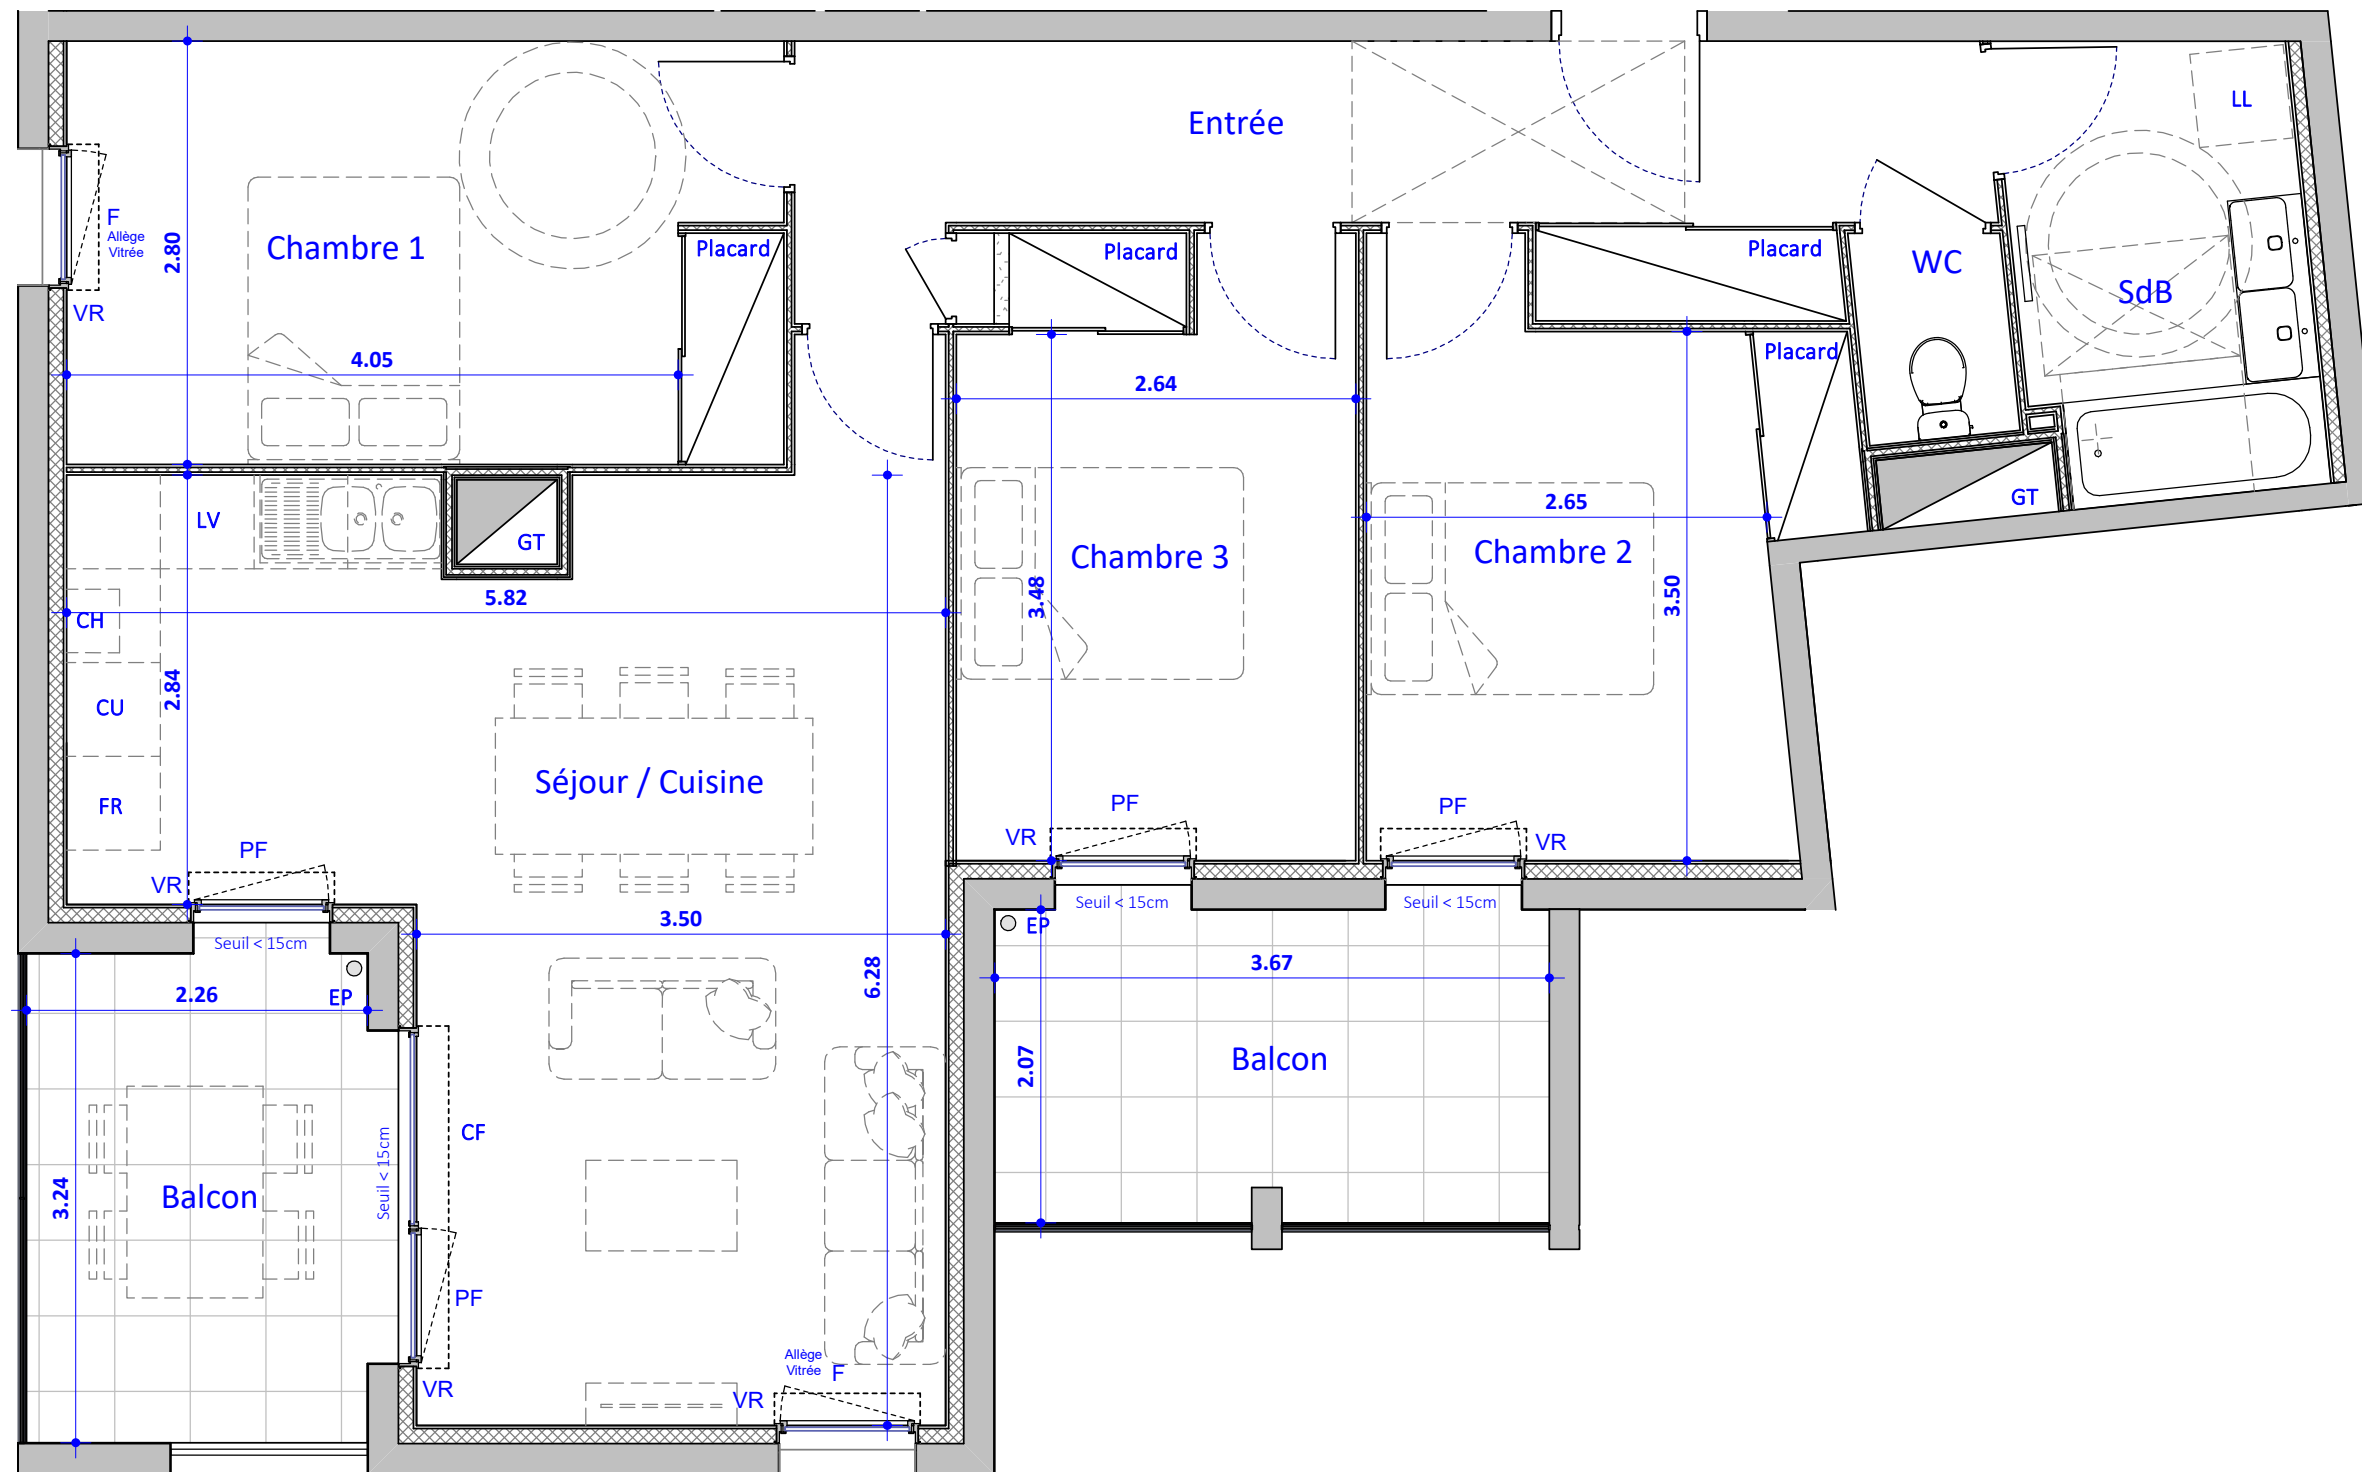 Entrée
LL
F
Allège
Vitrée
VR
2.80
Chambre 1
Placard
4.05
Placard
Placard
WC
SdB
Placard
2.64
2.65
GT
LV
GT
Chambre 3
Chambre 2
3.48
3.50
5.82
CH
CU
FR
2.84
Séjour / Cuisine
PF
VR
PF
VR
PF
VR
Seuil < 15cm
Seuil < 15cm
Seuil < 15cm
EP
3.50
2.26
EP
6.28
3.67
2.07
Balcon
CF
Seuil < 15cm
3.24
Balcon
PF
VR
Allège
Vitrée
F
VR